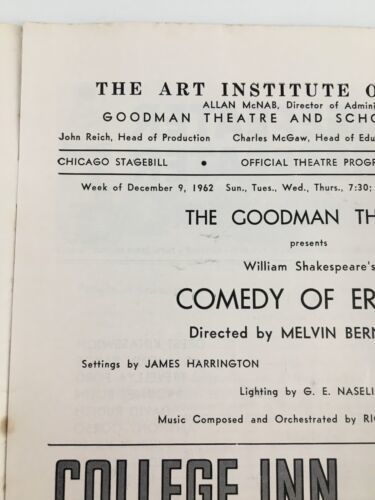 THE ART INSTITUTE O
ALLAN McNAB, Director of Admini
GOODMAN THEATRE AND SCHO
John Reich, Head of Production Charles McGaw, Head of Edu
CHICAGO STAGEBILL • OFFICIAL THEATRE PROGR
Week of December 9, 1962 Sun., Tues., Wed., Thurs., 7:30;
THE GOODMAN TH
presents
William Shakespeare's
COMEDY OF ER
Directed by MELVIN BERN
Settings by JAMES HARRINGTON
Lighting by G. E. NASELI
Music Composed and Orchestrated by RI
COLLEGE INN